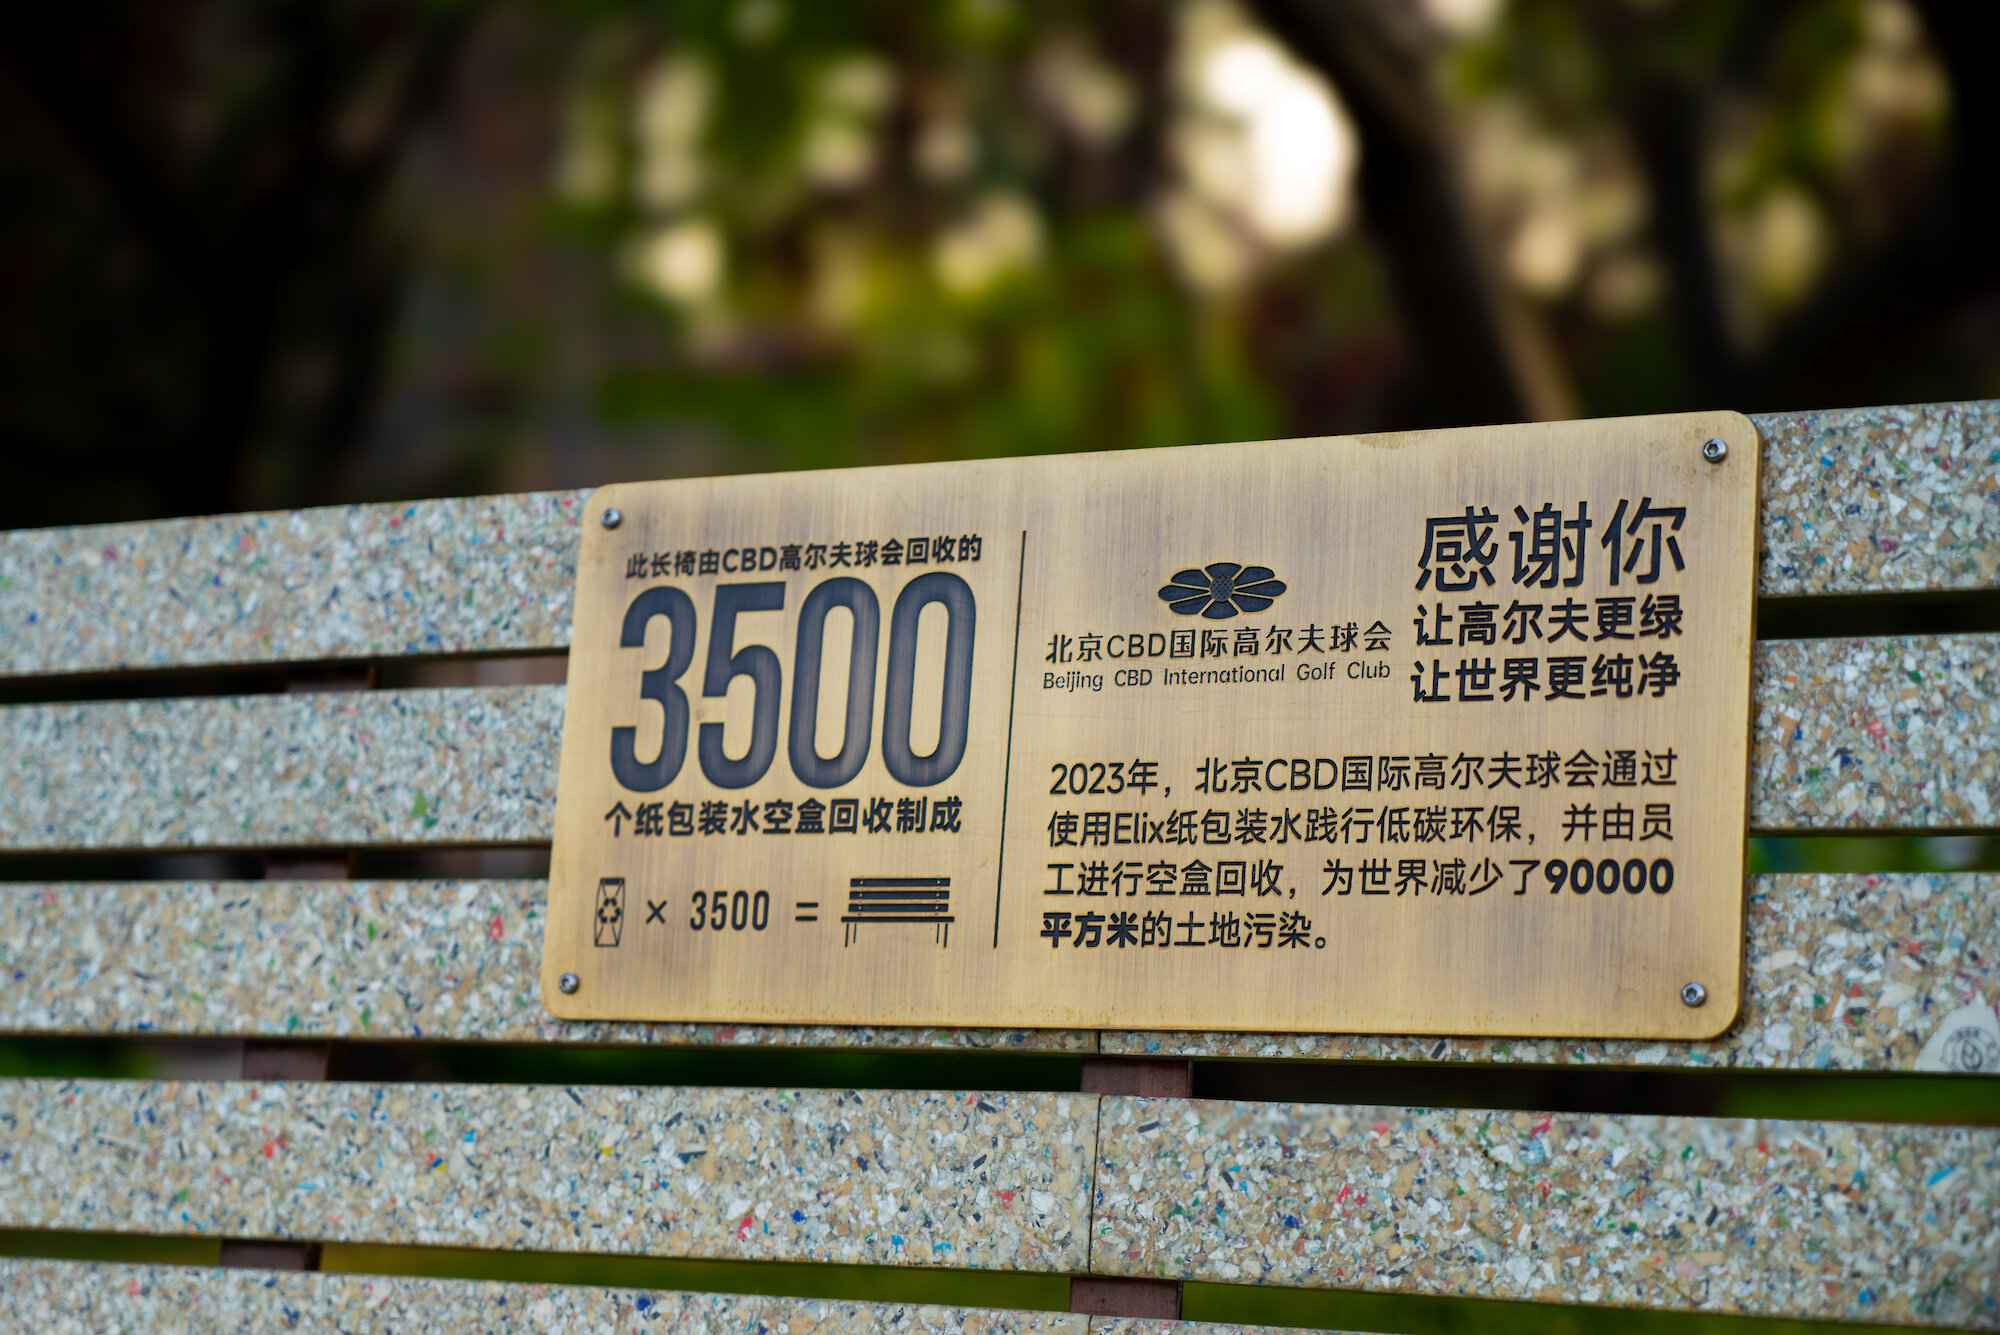 此长椅由CBD高尔夫球会回收的
3500
个纸包装水空盒回收制成
× 3500 =
北京CBD国际高尔夫球会
Beijing CBD International Golf Club
感谢你
让高尔夫更绿
让世界更纯净
2023年，北京CBD国际高尔夫球会通过
使用Elix纸包装水践行低碳环保，并由员
工进行空盒回收，为世界减少了90000
平方米的土地污染。